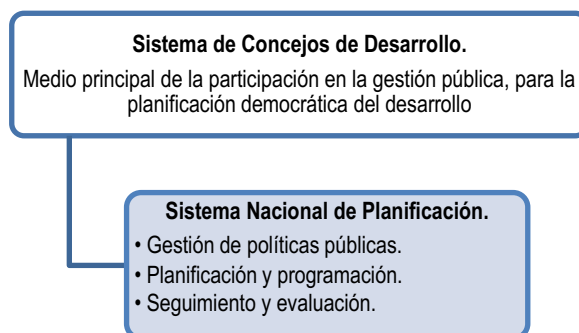 Sistema de Concejos de Desarrollo.
Medio principal de la participación en la gestión pública, para la
planificación democrática del desarrollo
Sistema Nacional de Planificación.
• Gestión de políticas públicas.
• Planificación y programación.
• Seguimiento y evaluación.